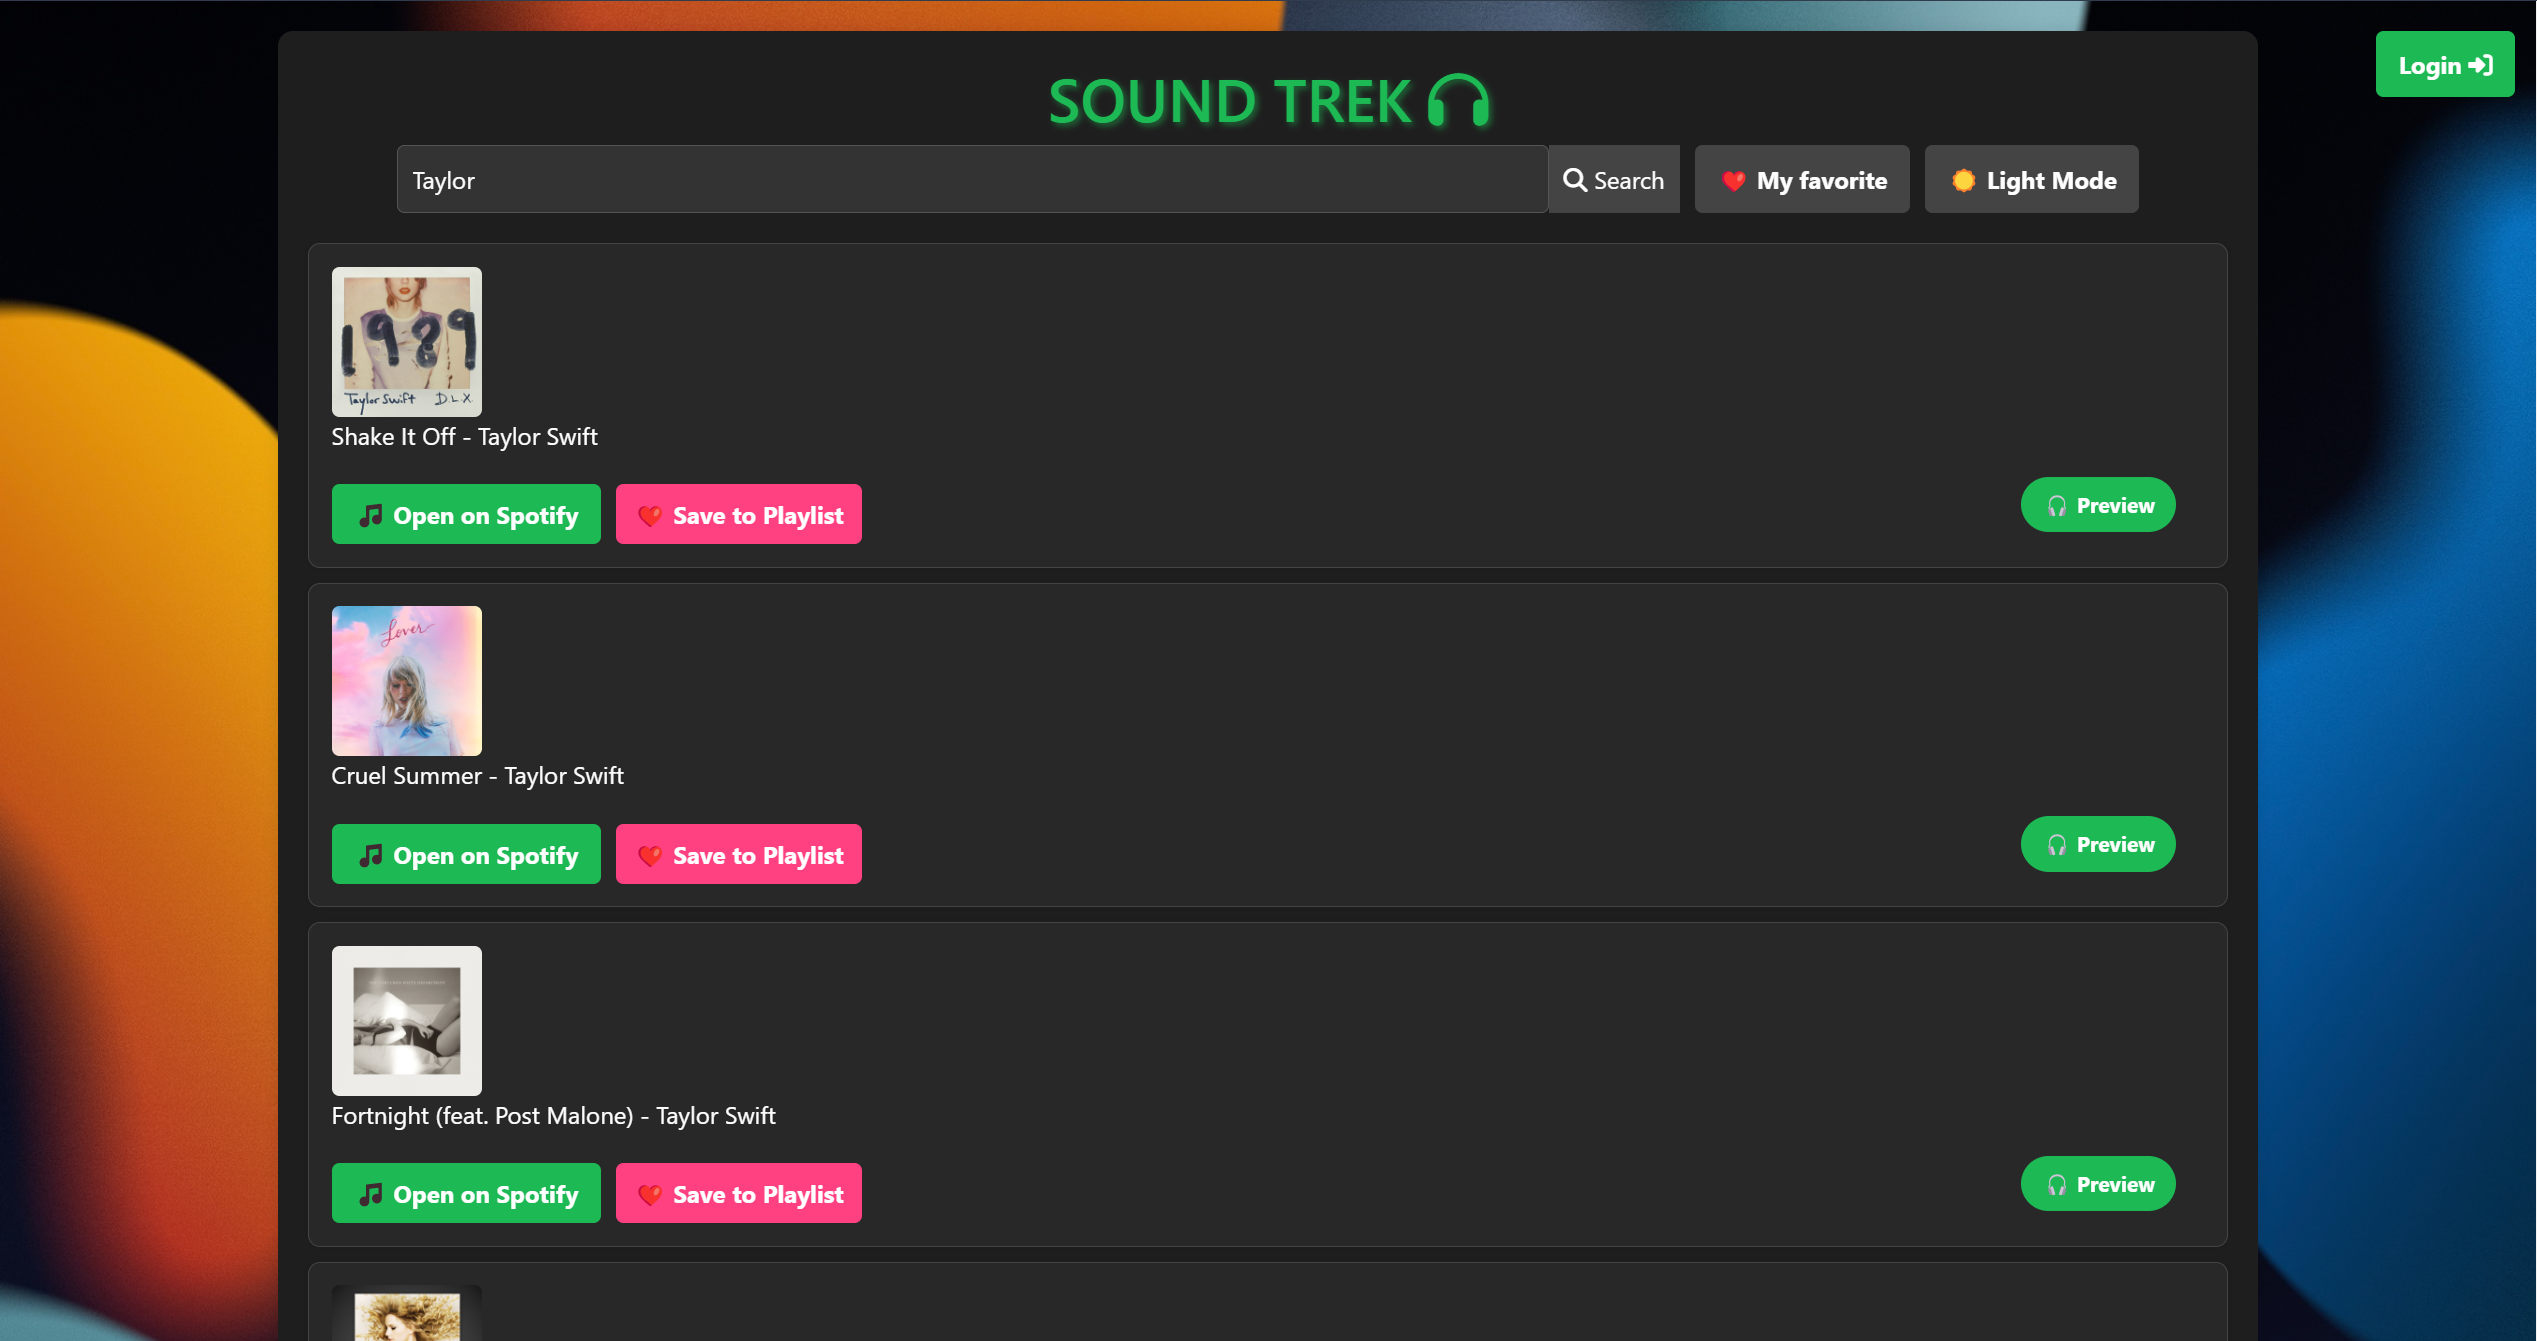 SOUND TREK
Login
Taylor
Search
My favorite
Light Mode
1989
Taylor Swift D.L.X.
Shake It Off - Taylor Swift
Open on Spotify
Save to Playlist
Preview
Lover
Cruel Summer - Taylor Swift
Open on Spotify
Save to Playlist
Preview
Fortnight (feat. Post Malone) - Taylor Swift
Open on Spotify
Save to Playlist
Preview